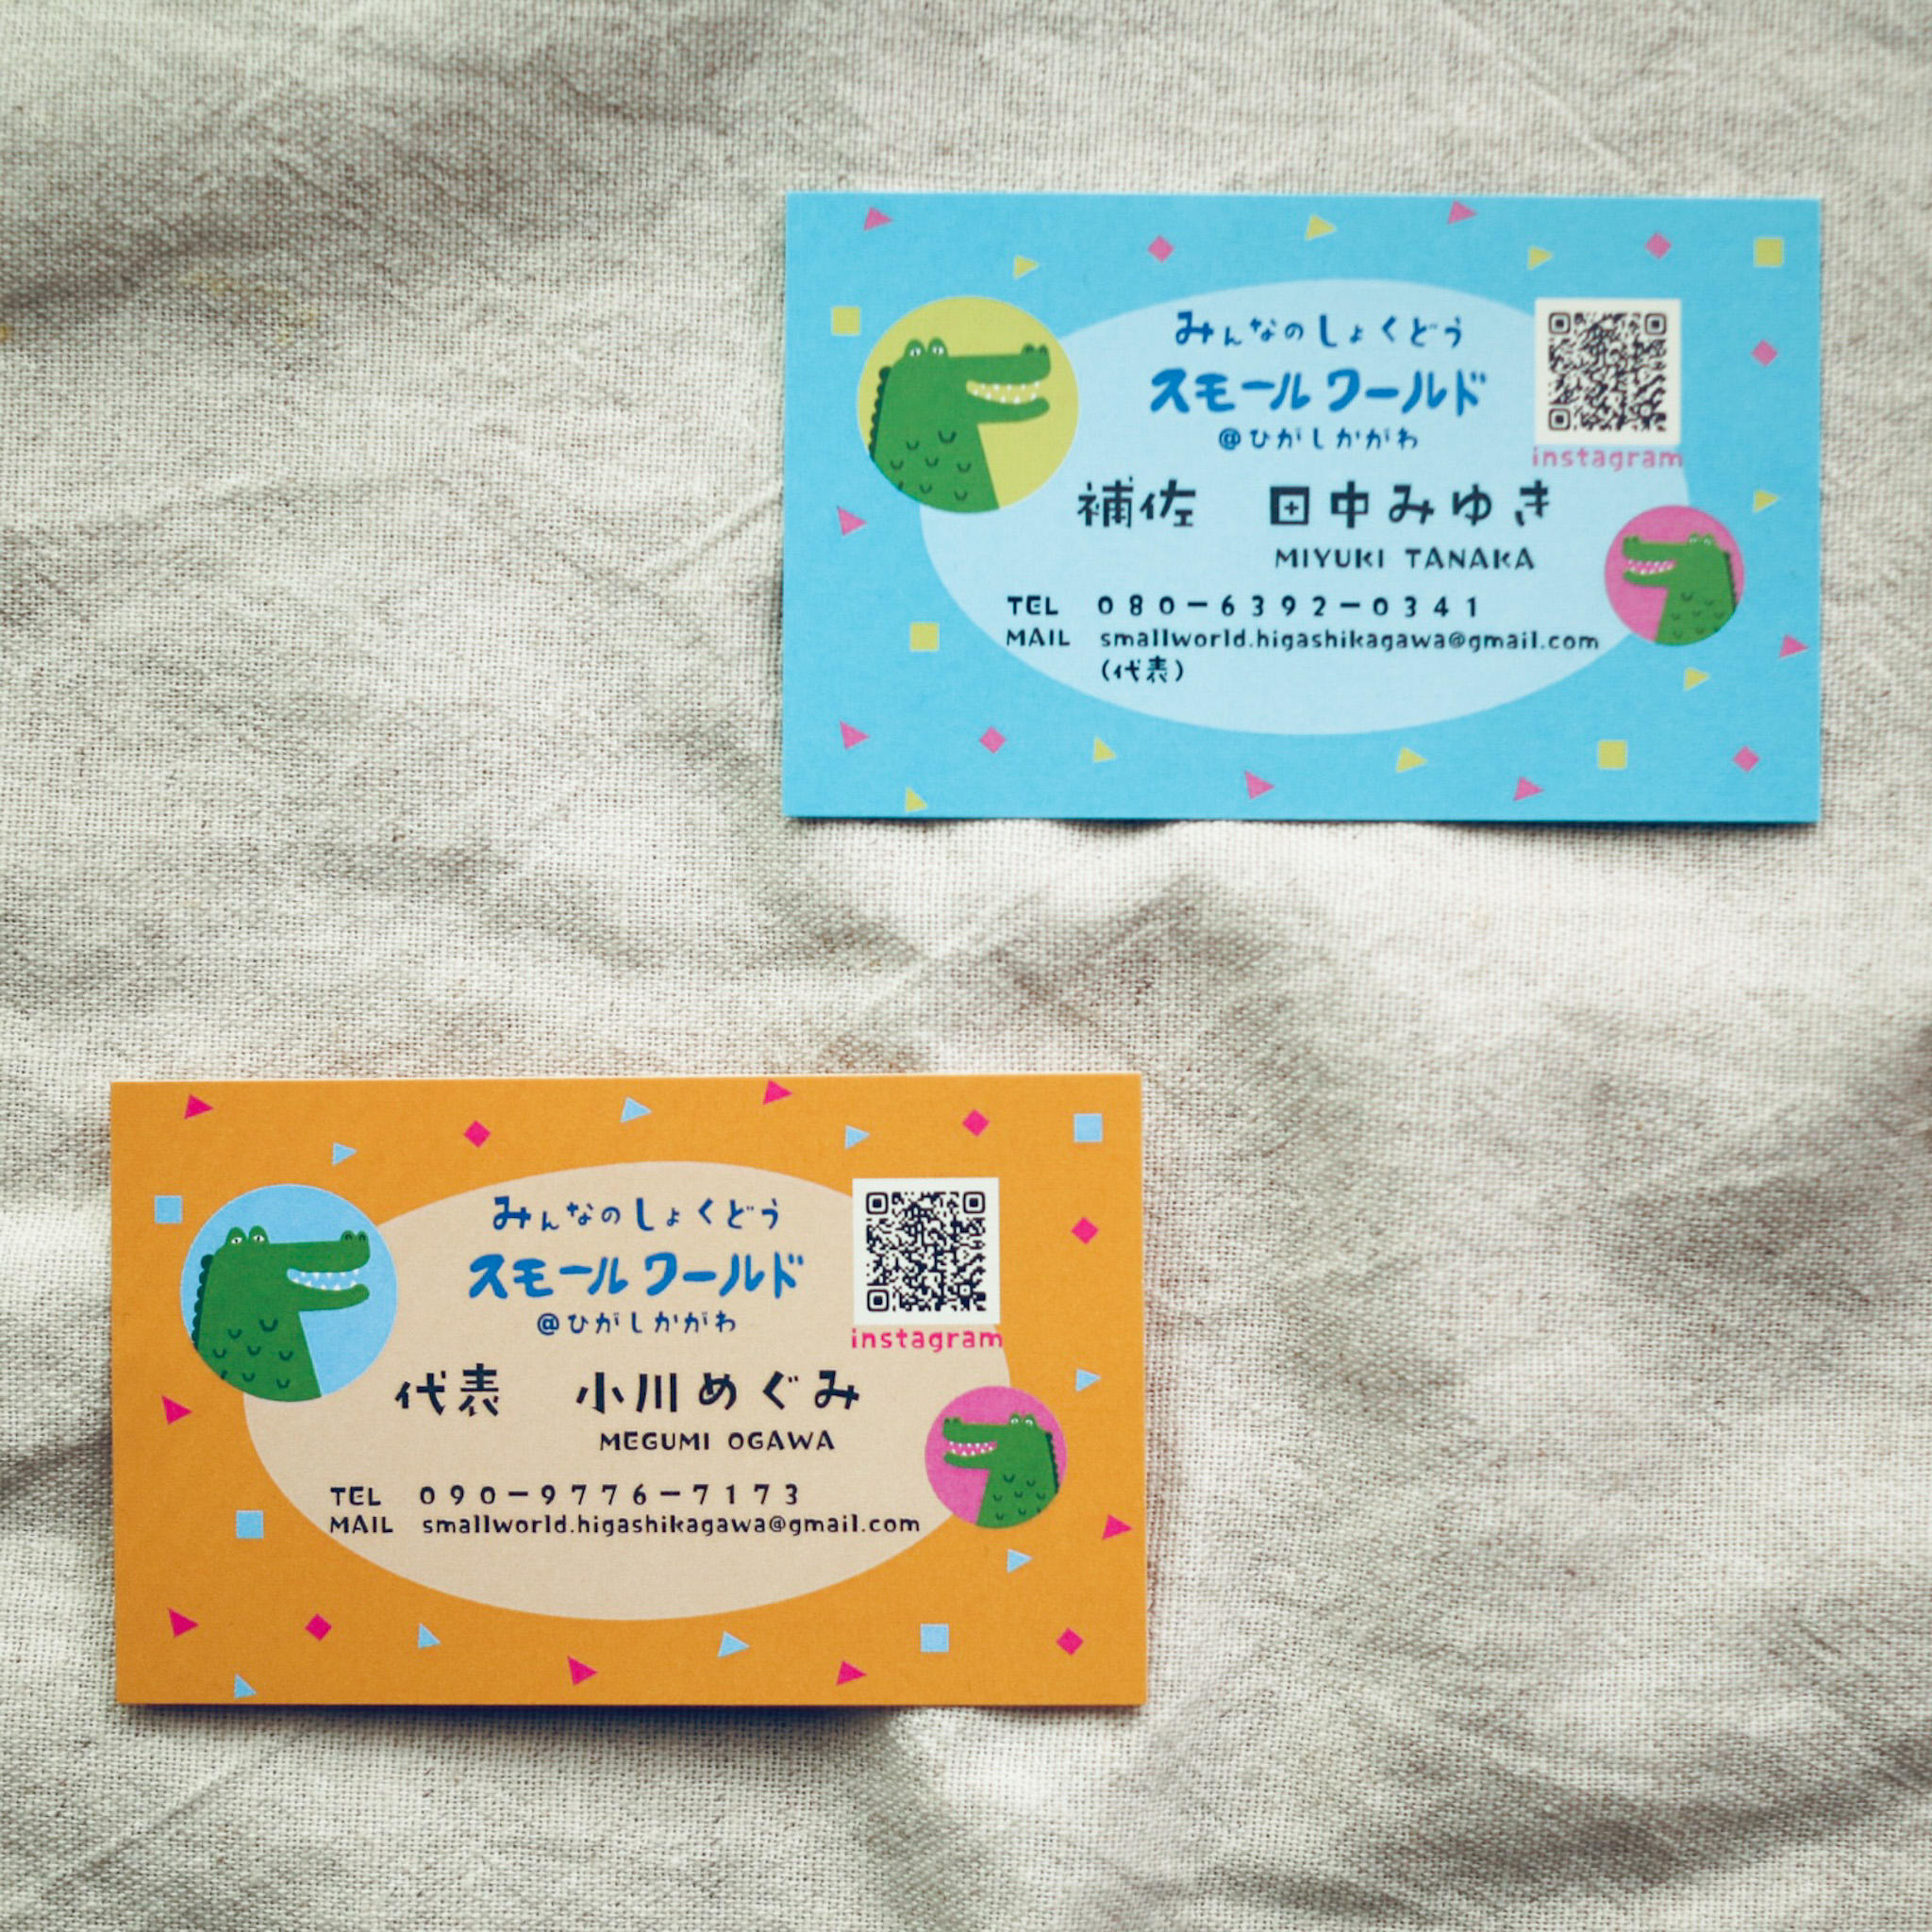 みんなのしょくどう
スモールワールド
@ひがしかがわ
instagram
補佐 田中みゆき
MIYUKI TANAKA
TEL 080-6392-0341
MAIL smallworld.higashikagawa@gmail.com
(代表)
みんなのしょくどう
スモールワールド
@ひがしかがわ
instagram
代表 小川めぐみ
MEGUMI OGAWA
TEL 090-9776-7173
MAIL smallworld.higashikagawa@gmail.com